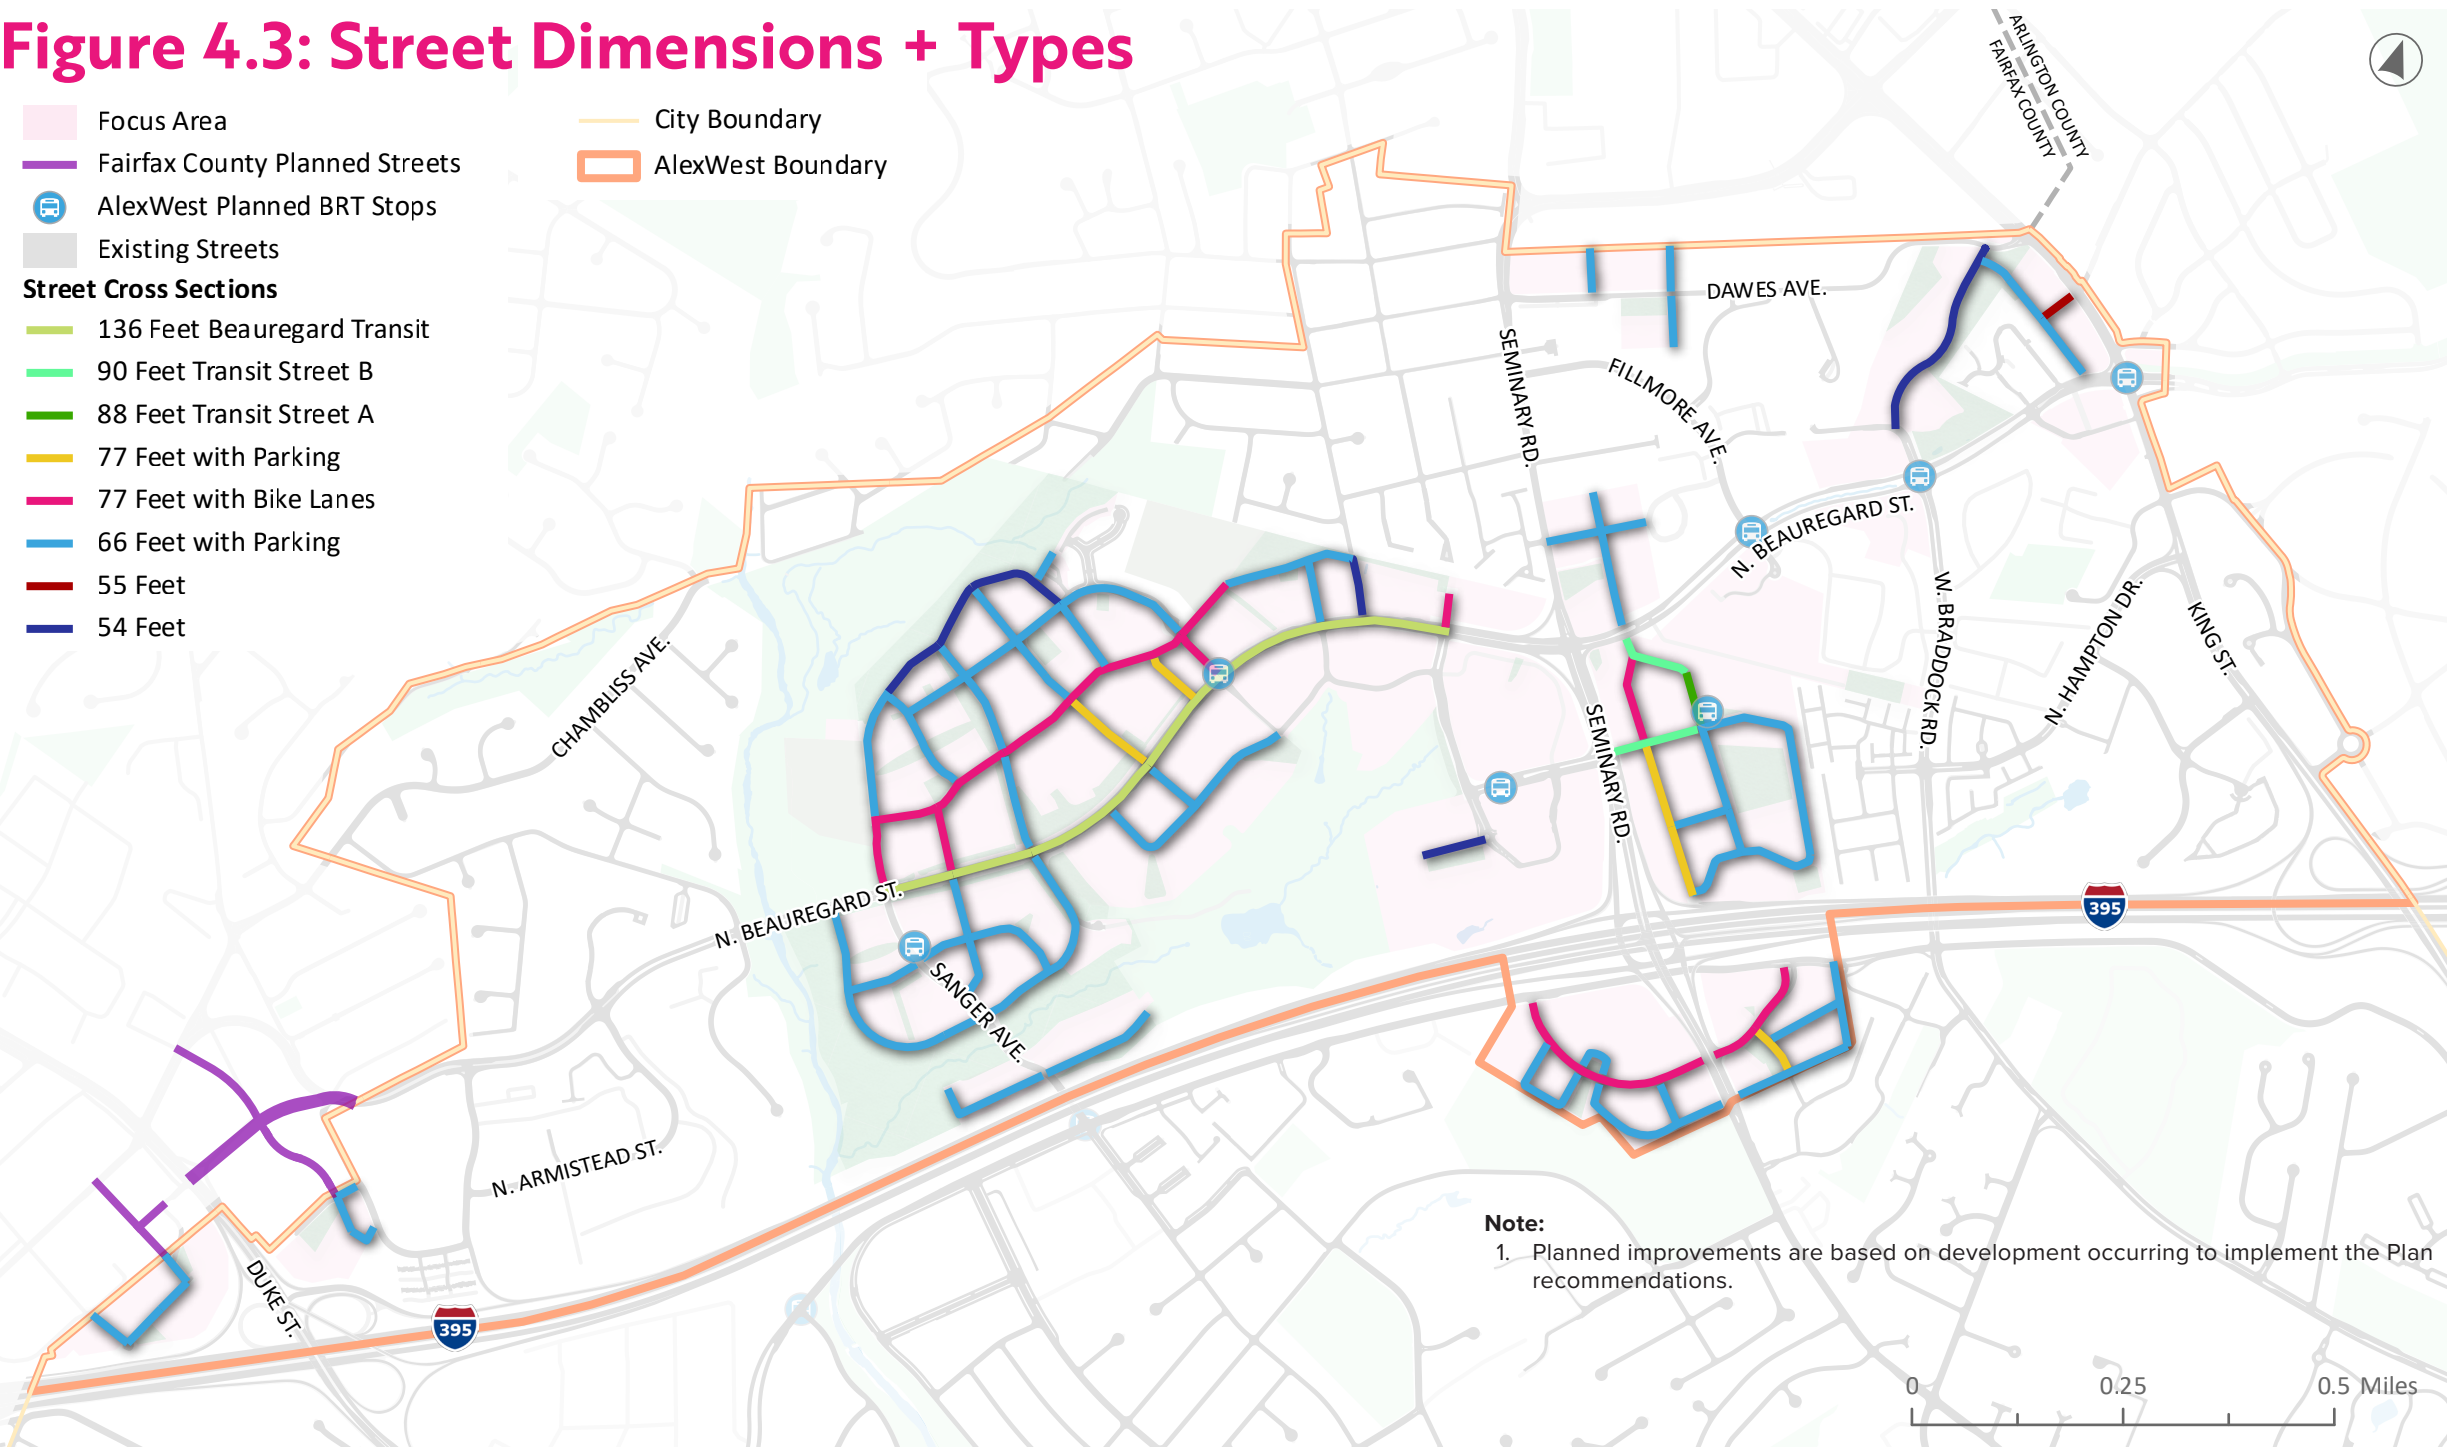 Figure 4.3: Street Dimensions + Types
Focus Area
Fairfax County Planned Streets
AlexWest Planned BRT Stops
Existing Streets
City Boundary
AlexWest Boundary
Street Cross Sections
136 Feet Beauregard Transit
90 Feet Transit Street B
88 Feet Transit Street A
77 Feet with Parking
77 Feet with Bike Lanes
66 Feet with Parking
55 Feet
54 Feet
ARLINGTON COUNTY
FAIRFAX COUNTY
DAWES AVE.
SEMINARY RD.
FILLMORE AVE.
N. BEAUREGARD ST.
W. BRADDOCK RD.
N. HAMPTON DR.
KING ST.
CHAMBLISS AVE.
SEMINARY RD.
N. BEAUREGARD ST.
SANGER AVE.
395
N. ARMISTEAD ST.
DUKE ST.
395
Note:
1. Planned improvements are based on development occurring to implement the Plan
recommendations.
0 0.25 0.5 Miles